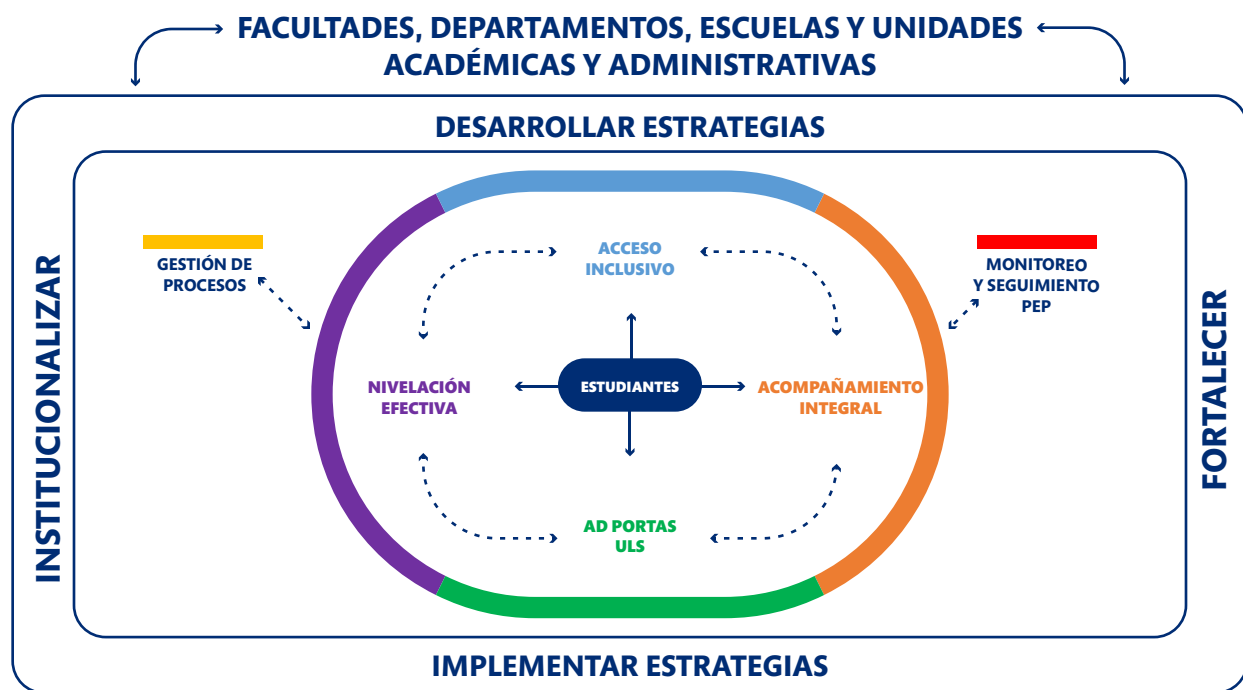 FACULTADES, DEPARTAMENTOS, ESCUELAS Y UNIDADES
ACADÉMICAS Y ADMINISTRATIVAS
DESARROLLAR ESTRATEGIAS
INSTITUCIONALIZAR
GESTIÓN DE
PROCESOS
ACCESO
INCLUSIVO
MONITOREO
Y SEGUIMIENTO
PEP
FORTALECER
NIVELACIÓN
EFECTIVA
ESTUDIANTES
ACOMPAÑAMIENTO
INTEGRAL
AD PORTAS
ULS
IMPLEMENTAR ESTRATEGIAS